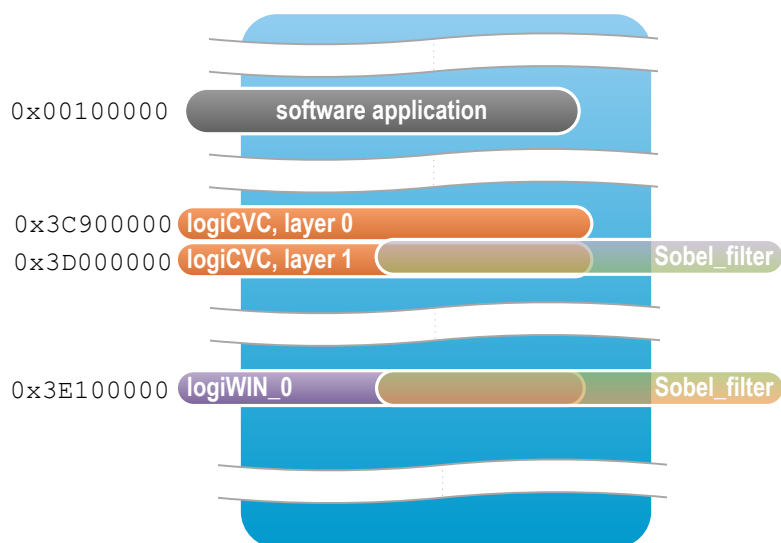 0x00100000 software application
0x3C900000 logiCVC, layer 0
0x3D000000 logiCVC, layer 1 Sobel_filter
0x3E100000 logiWIN_0 Sobel_filter